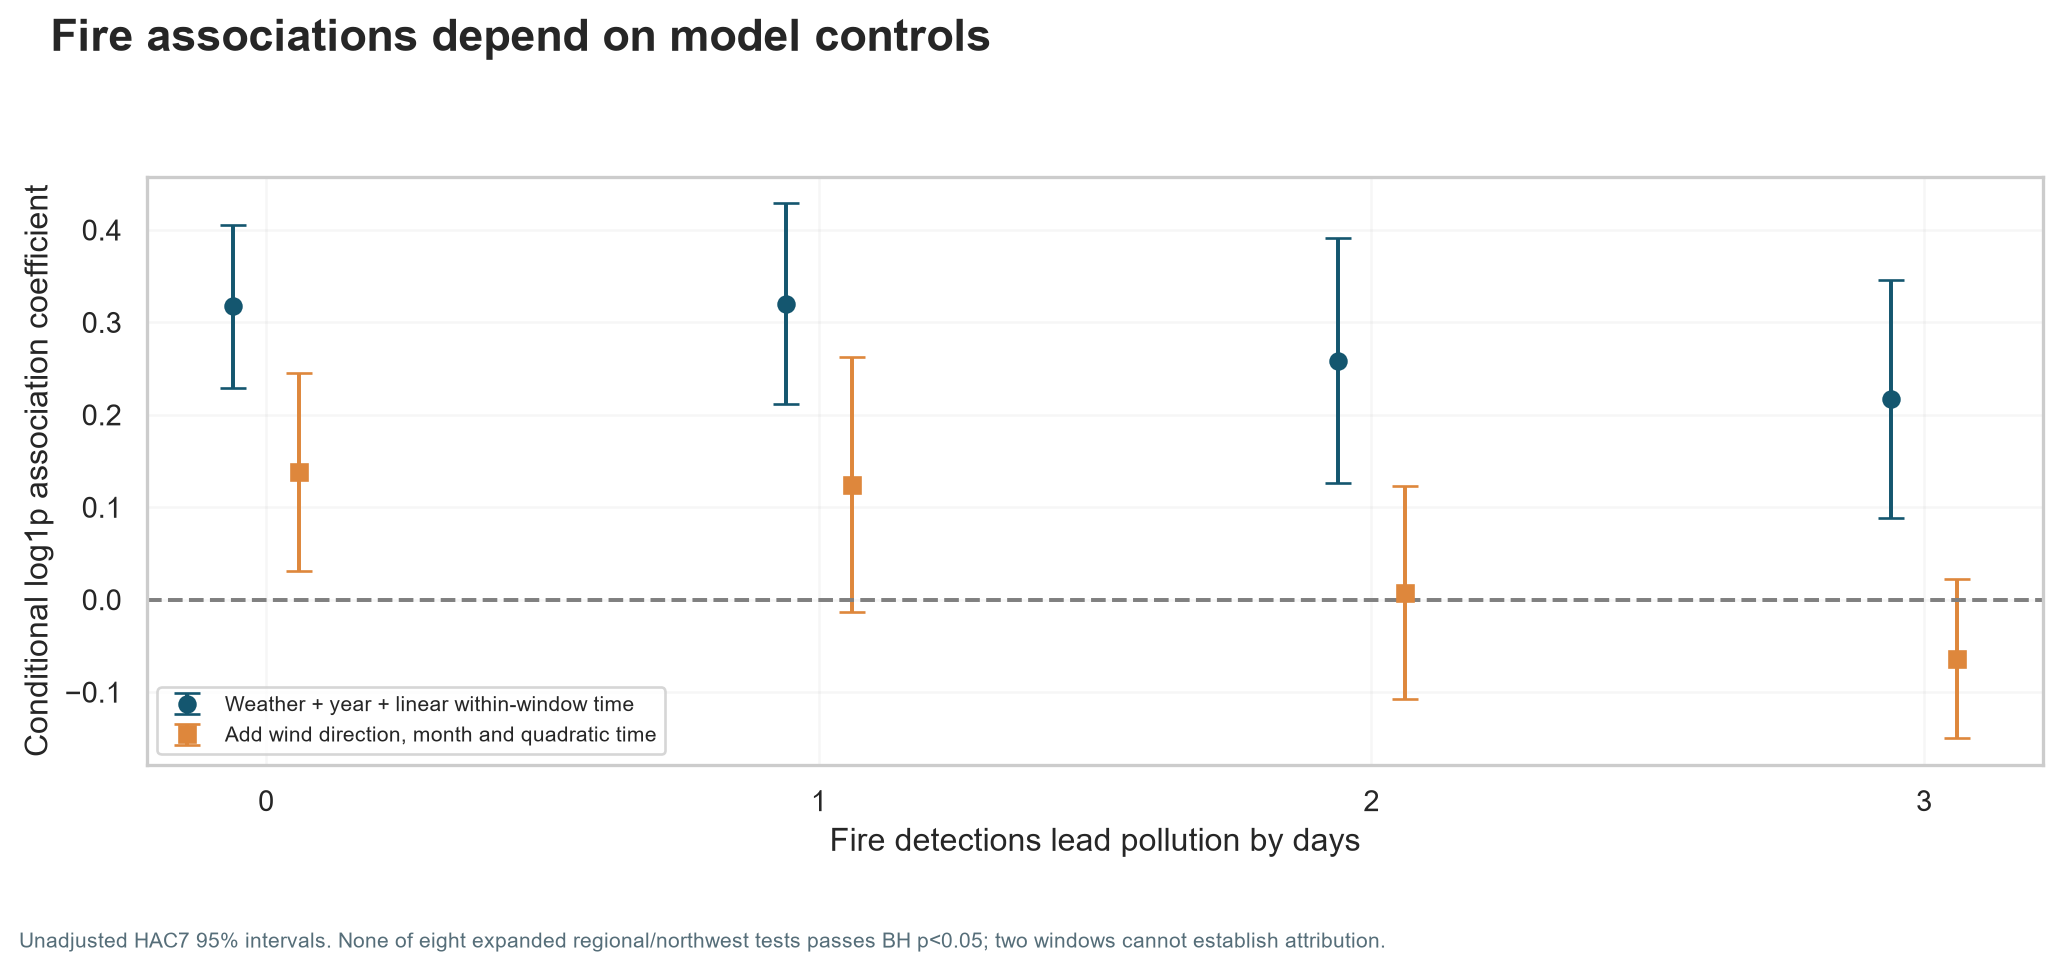 Fire associations depend on model controls
Conditional log1p association coefficient
0.4
0.3
0.2
0.1
0.0
−0.1
Weather + year + linear within-window time
Add wind direction, month and quadratic time
0
1
2
3
Fire detections lead pollution by days
Unadjusted HAC7 95% intervals. None of eight expanded regional/northwest tests passes BH p<0.05; two windows cannot establish attribution.